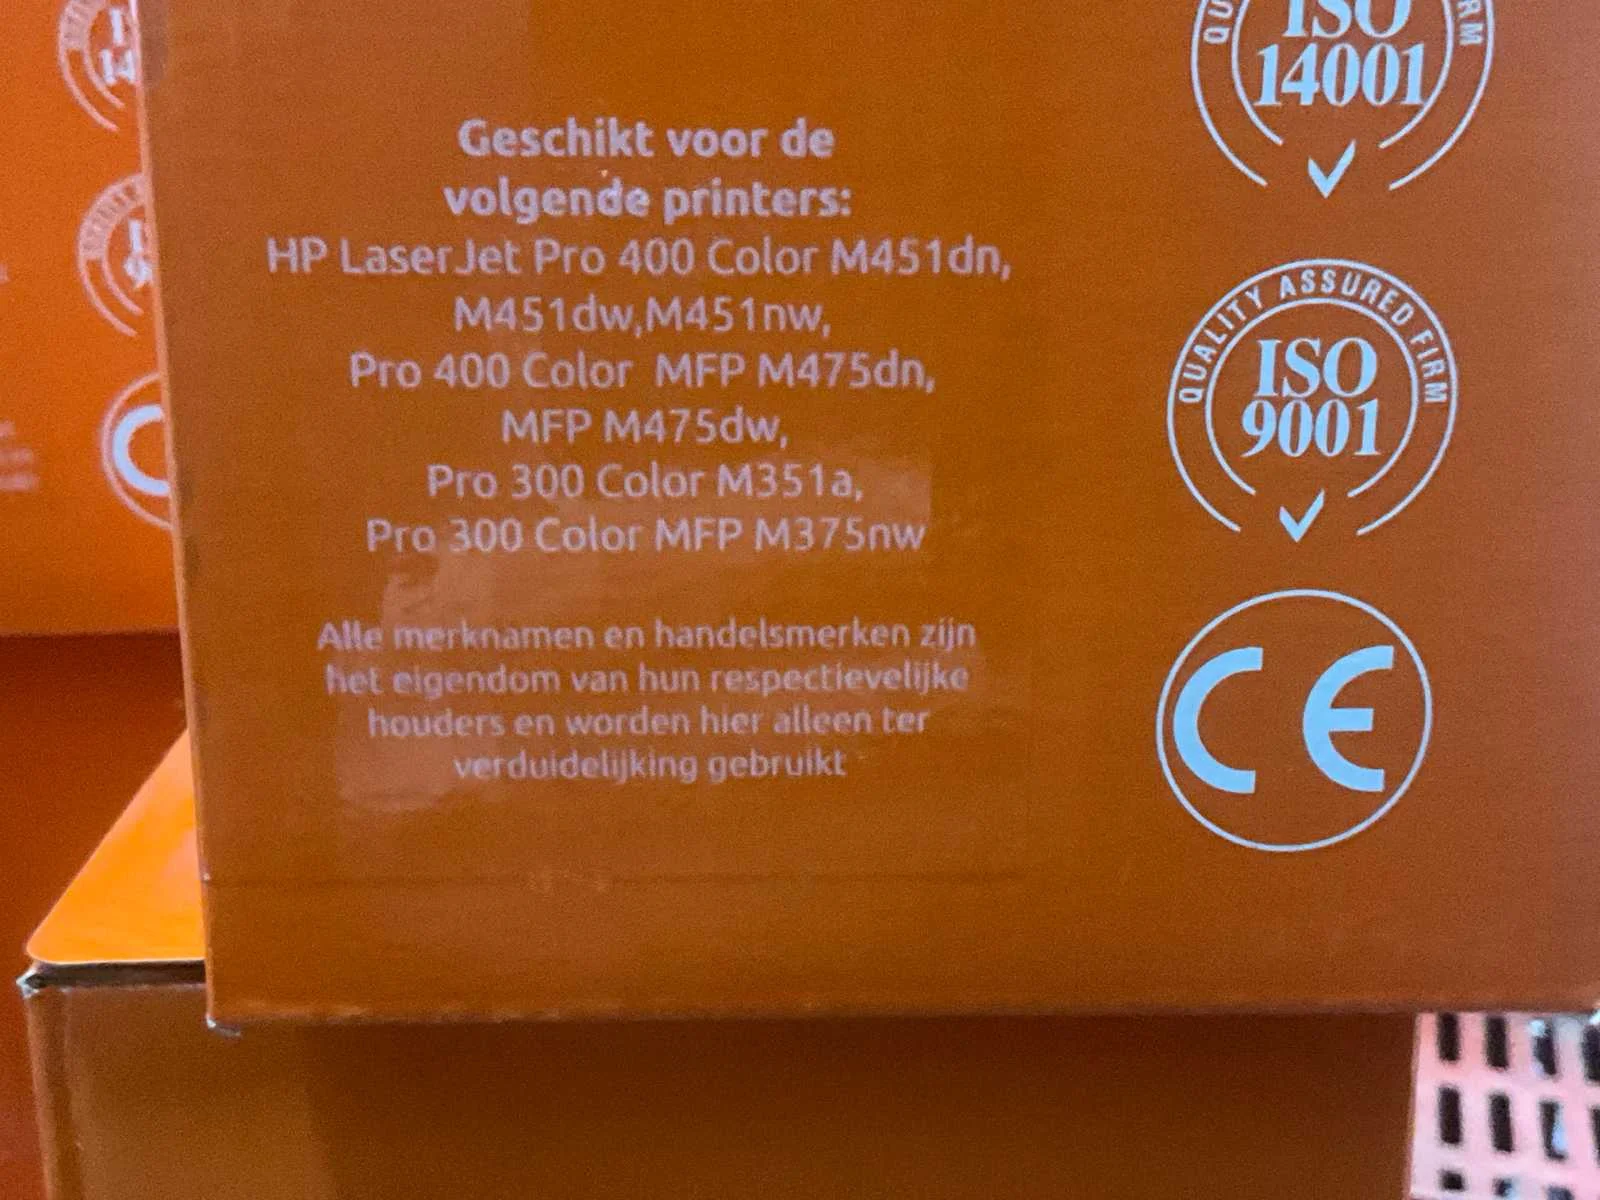 Geschikt voor de
volgende printers:
HP LaserJet Pro 400 Color M451dn,
M451dw,M451nw,
Pro 400 Color MFP M475dn,
MFP M475dw,
Pro 300 Color M351a,
Pro 300 Color MFP M375nw
Alle merknamen en handelsmerken zijn
het eigendom van hun respectievelijke
houders en worden hier alleen ter
verduidelijking gebruikt
ISO
14001
QUALITY ASSURED FIRM
ISO
9001
CE